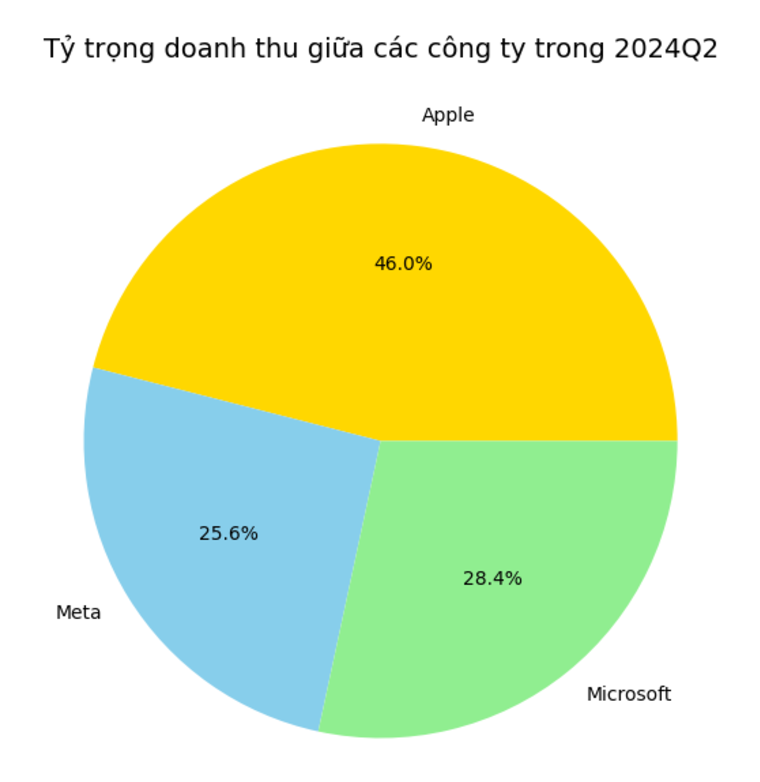 Tỷ trọng doanh thu giữa các công ty trong 2024Q2
Apple
46.0%
25.6%
28.4%
Meta
Microsoft